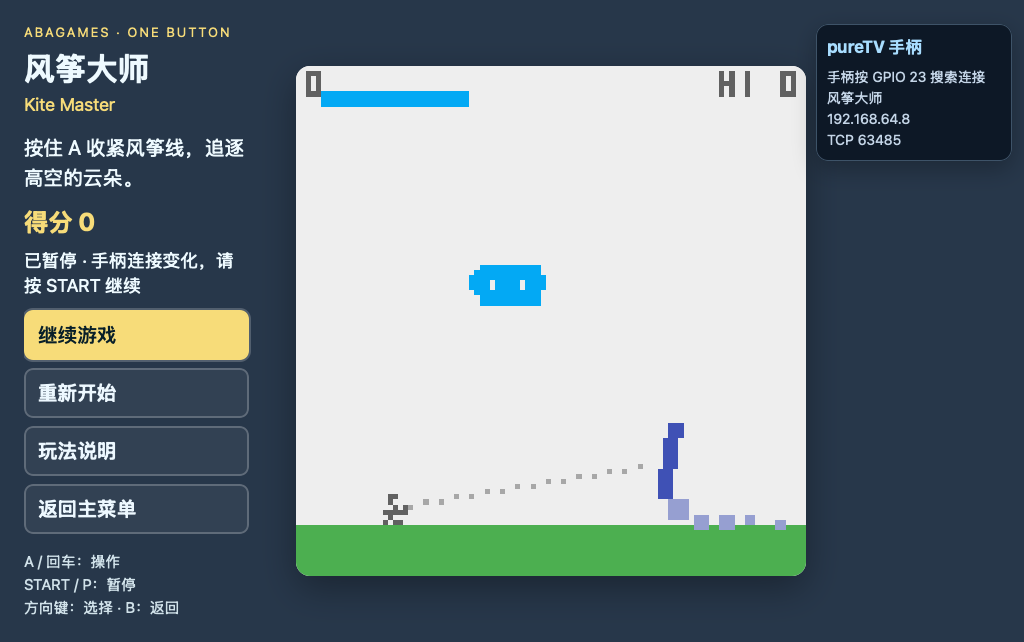 ABAGAMES · ONE BUTTON
风筝大师
Kite Master
按住 A 收紧风筝线，追逐
高空的云朵。
得分 0
已暂停 · 手柄连接变化，请
按 START 继续
继续游戏
重新开始
玩法说明
返回主菜单
A / 回车：操作
START / P：暂停
方向键：选择 · B：返回
0
HI 0
pureTV 手柄
手柄按 GPIO 23 搜索连接
风筝大师
192.168.64.8
TCP 63485